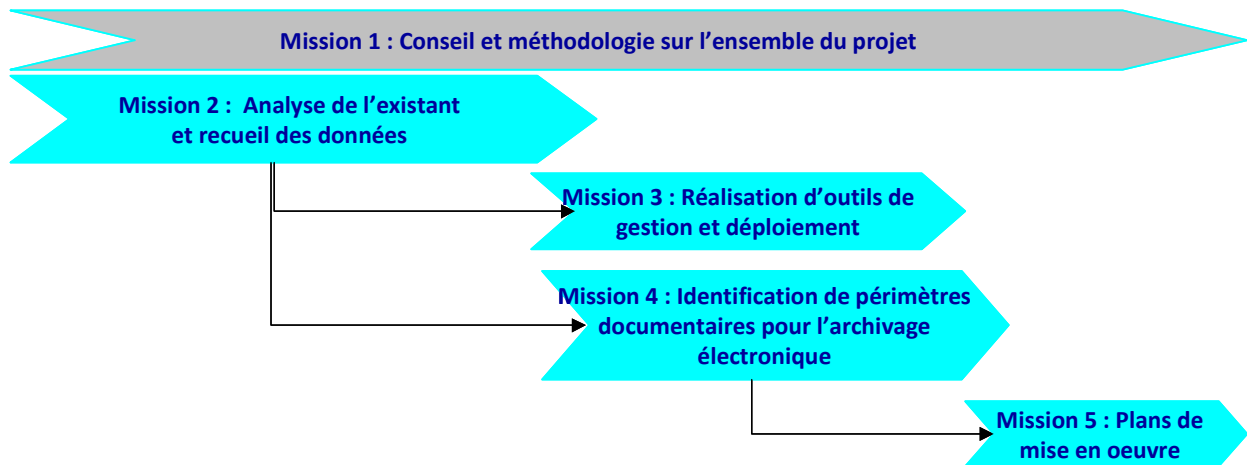 Mission 1 : Conseil et méthodologie sur l’ensemble du projet
Mission 2 : Analyse de l’existant
et recueil des données
Mission 3 : Réalisation d’outils de
gestion et déploiement
Mission 4 : Identification de périmètres
documentaires pour l’archivage
électronique
Mission 5 : Plans de
mise en oeuvre